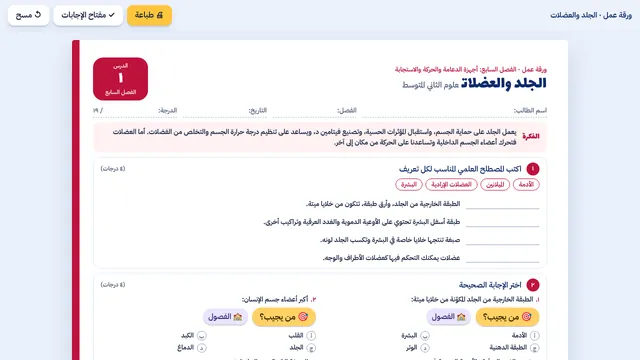 ورقة عمل · الجلد والعضلات
🖨 طباعة
✓ مفتاح الإجابات
↺ مسح
ورقة عمل · الفصل السابع: أجهزة الدعامة والحركة والاستجابة
الجلد والعضلات علوم الثاني المتوسط
الدرس
١
الفصل السابع
اسم الطالب:
الفصل:
التاريخ:
الدرجة: / ١٩
الفكرة
يعمل الجلد على حماية الجسم، واستقبال المؤثرات الحسية، وتصنيع فيتامين د، ويساعد على تنظيم درجة حرارة الجسم والتخلص من الفضلات. أما العضلات
فتحرك أعضاء الجسم الداخلية وتساعدنا على الحركة من مكان إلى آخر.
١ اكتب المصطلح العلمي المناسب لكل تعريف (٤ درجات)
الأدمة الميلانين العضلات الإرادية البشرة
الطبقة الخارجية من الجلد، وأرق طبقة، تتكون من خلايا ميتة.
طبقة أسفل البشرة تحتوي على الأوعية الدموية والغدد العرقية وتراكيب أخرى.
صبغة تنتجها خلايا خاصة في البشرة وتكسب الجلد لونه.
عضلات يمكنك التحكم فيها كعضلات الأطراف والوجه.
٢ اختر الإجابة الصحيحة (٤ درجات)
١. الطبقة الخارجية من الجلد المكوّنة من خلايا ميتة:
🎯 من يجيب؟ 🏫 الفصول
أ الأدمة
ب البشرة
ج الطبقة الدهنية
د الوتر
٢. أكبر أعضاء جسم الإنسان:
🎯 من يجيب؟ 🏫 الفصول
أ القلب
ب الكبد
ج الجلد
د الدماغ